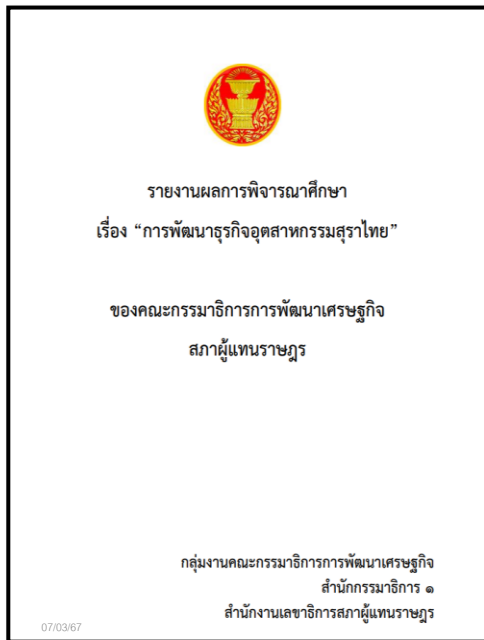 รายงานผลการพิจารณาศึกษา
เรื่อง “การพัฒนาธุรกิจอุตสาหกรรมสุราไทย”
ของคณะกรรมาธิการการพัฒนาเศรษฐกิจ
สภาผู้แทนราษฎร
กลุ่มงานคณะกรรมาธิการการพัฒนาเศรษฐกิจ
สำนักกรรมาธิการ ๑
สำนักงานเลขาธิการสภาผู้แทนราษฎร
07/03/67